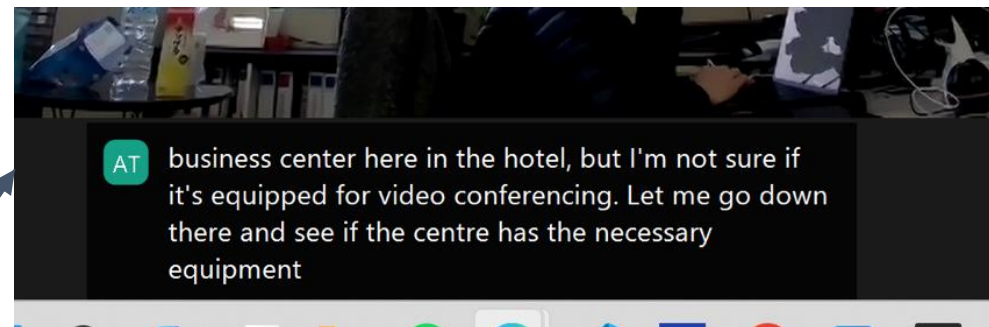 AT
business center here in the hotel, but I'm not sure if
it's equipped for video conferencing. Let me go down
there and see if the centre has the necessary
equipment